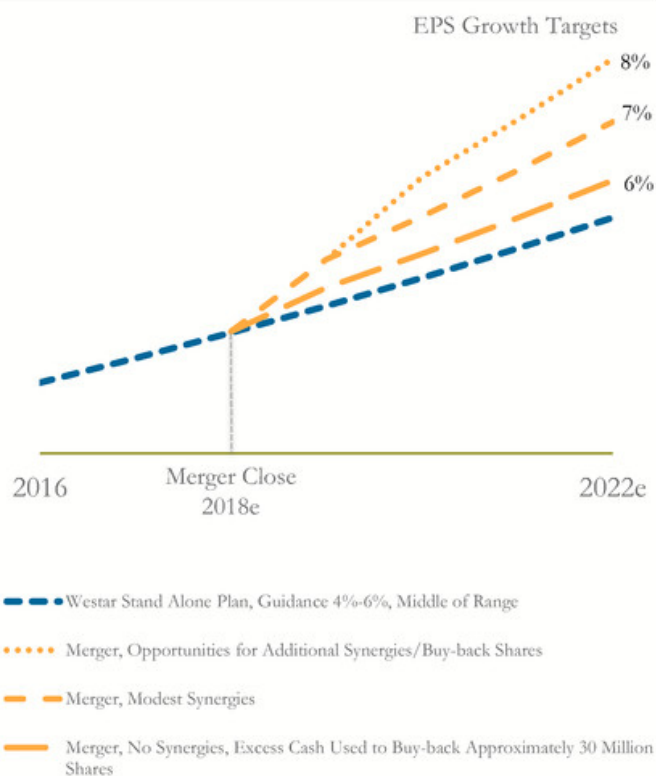 EPS Growth Targets
8%
7%
6%
2016
Merger Close
2018e
2022e
Westar Stand Alone Plan, Guidance 4%-6%, Middle of Range
Merger, Opportunities for Additional Synergies/Buy-back Shares
Merger, Modest Synergies
Merger, No Synergies, Excess Cash Used to Buy-back Approximately 30 Million
Shares